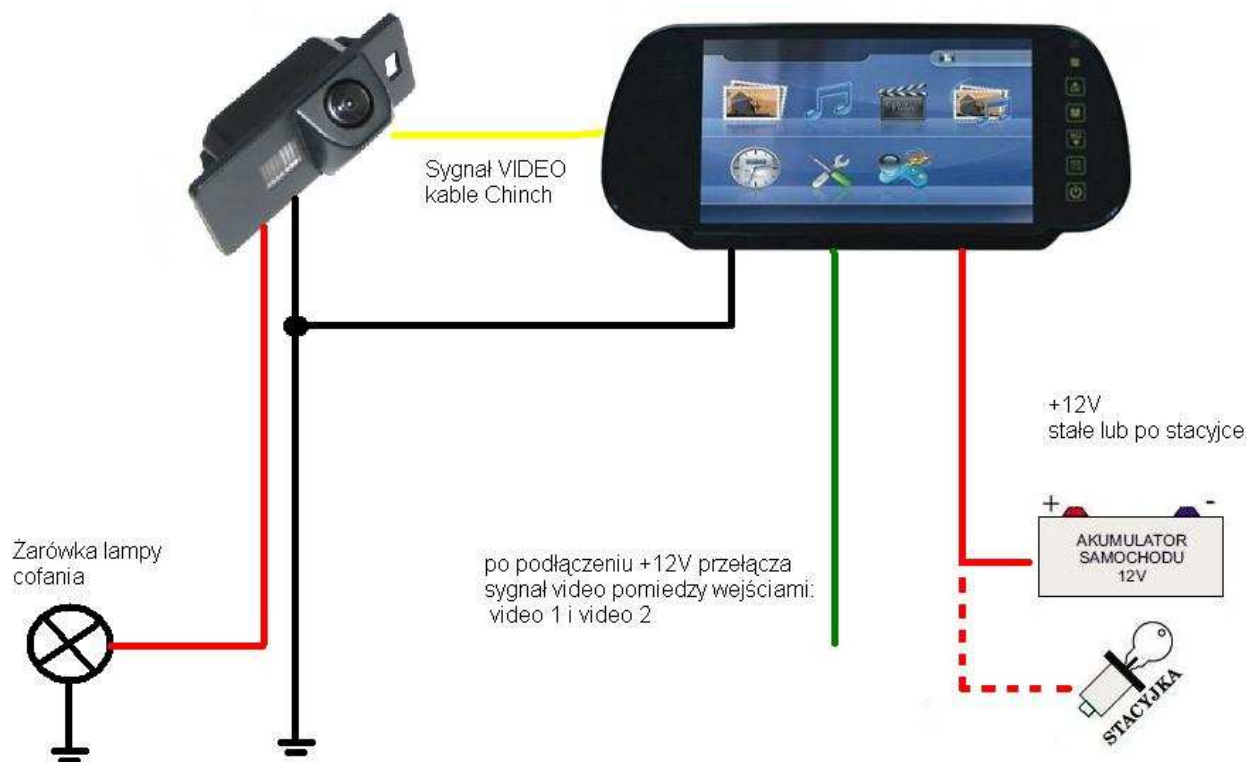 Sygnał VIDEO
kable Chinch
+12V
stałe lub po stacyjce
+ -
AKUMULATOR
SAMOCHODU
12V
Żarówka lampy
cofania
po podłączeniu +12V przełącza
sygnał video pomiedzy wejściami:
video 1 i video 2
STACYJKA